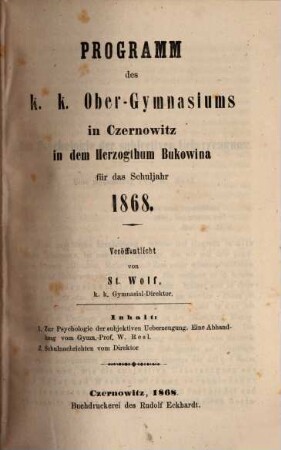 PROGRAMM
des
k. k. Ober-Gymnasiums
in Czernowitz
in dem Herzogthum Bukowina
für das Schuljahr
1868.
Veröffentlicht
von
St. Wolf,
k. k. Gymnasial-Direktor.
Inhalt:
1. Zur Psychologie der subjektiven Ueberzeugung. Eine Abhand-
lung vom Gymn.-Prof. W. Resl.
2. Schulnachrichten vom Direktor
Czernowitz, 1868.
Buchdruckerei des Rudolf Eckhardt.